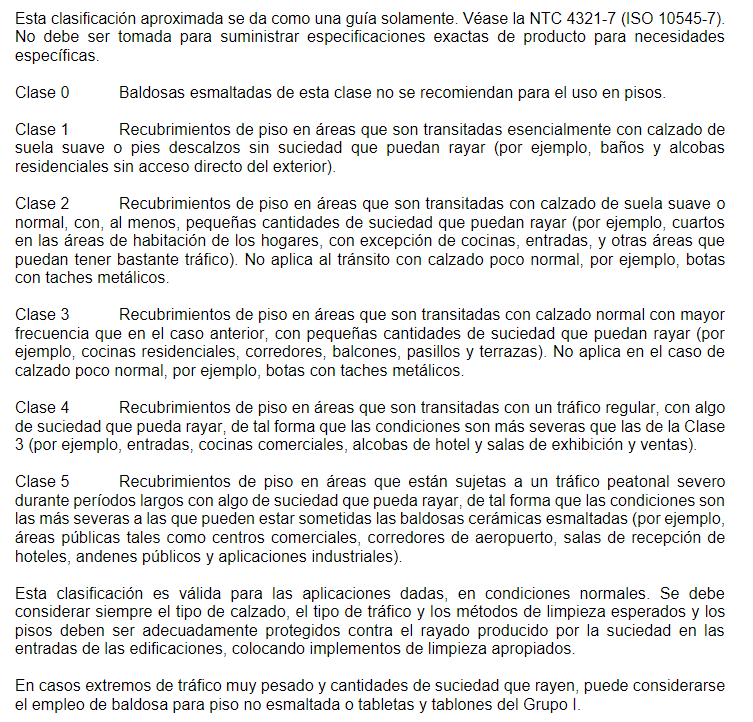 Esta clasificación aproximada se da como una guía solamente. Véase la NTC 4321-7 (ISO 10545-7).
No debe ser tomada para suministrar especificaciones exactas de producto para necesidades
específicas.
Clase 0 Baldosas esmaltadas de esta clase no se recomiendan para el uso en pisos.
Clase 1 Recubrimientos de piso en áreas que son transitadas esencialmente con calzado de
suela suave o pies descalzos sin suciedad que puedan rayar (por ejemplo, baños y alcobas
residenciales sin acceso directo del exterior).
Clase 2 Recubrimientos de piso en áreas que son transitadas con calzado de suela suave o
normal, con, al menos, pequeñas cantidades de suciedad que puedan rayar (por ejemplo, cuartos
en las áreas de habitación de los hogares, con excepción de cocinas, entradas, y otras áreas que
puedan tener bastante tráfico). No aplica al tránsito con calzado poco normal, por ejemplo, botas
con taches metálicos.
Clase 3 Recubrimientos de piso en áreas que son transitadas con calzado normal con mayor
frecuencia que en el caso anterior, con pequeñas cantidades de suciedad que puedan rayar (por
ejemplo, cocinas residenciales, corredores, balcones, pasillos y terrazas). No aplica en el caso de
calzado poco normal, por ejemplo, botas con taches metálicos.
Clase 4 Recubrimientos de piso en áreas que son transitadas con un tráfico regular, con algo
de suciedad que pueda rayar, de tal forma que las condiciones son más severas que las de la Clase
3 (por ejemplo, entradas, cocinas comerciales, alcobas de hotel y salas de exhibición y ventas).
Clase 5 Recubrimientos de piso en áreas que están sujetas a un tráfico peatonal severo
durante períodos largos con algo de suciedad que pueda rayar, de tal forma que las condiciones son
las más severas a las que pueden estar sometidas las baldosas cerámicas esmaltadas (por ejemplo,
áreas públicas tales como centros comerciales, corredores de aeropuerto, salas de recepción de
hoteles, andenes públicos y aplicaciones industriales).
Esta clasificación es válida para las aplicaciones dadas, en condiciones normales. Se debe
considerar siempre el tipo de calzado, el tipo de tráfico y los métodos de limpieza esperados y los
pisos deben ser adecuadamente protegidos contra el rayado producido por la suciedad en las
entradas de las edificaciones, colocando implementos de limpieza apropiados.
En casos extremos de tráfico muy pesado y cantidades de suciedad que rayen, puede considerarse
el empleo de baldosa para piso no esmaltada o tabletas y tablones del Grupo I.